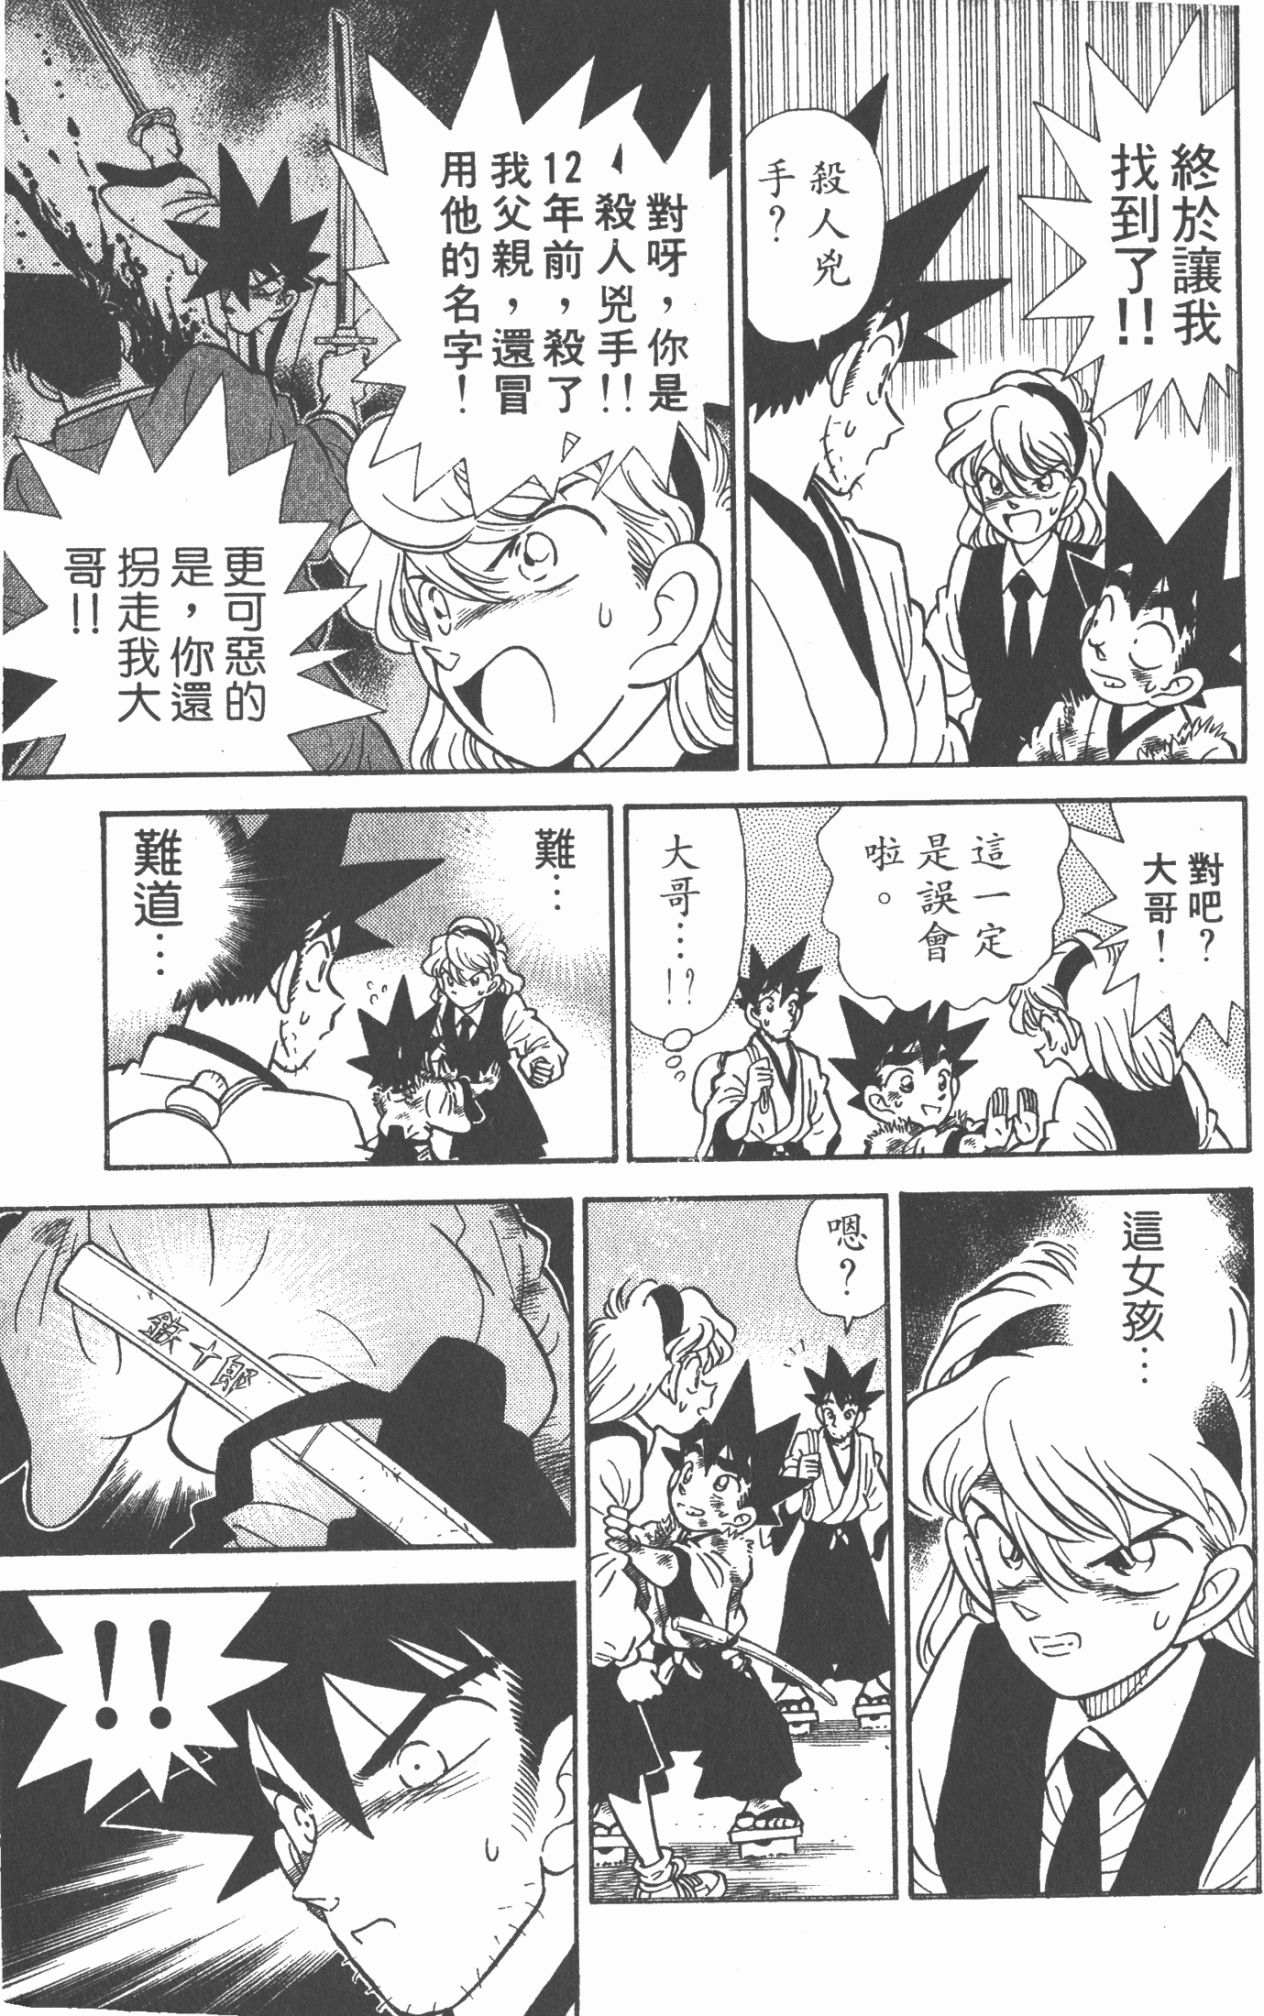 終於讓我
找到了!!
殺人兇
手？
對呀，你是
殺人兇手!!
12年前，殺了
我父親，還冒
用他的名字！
更可惡的
是，你還
拐走我大
哥!!
對吧？
大哥！
這一定
是誤會
啦。
大哥…!?
難…
難道…
這女孩…
嗯？
鉄十郎
!!